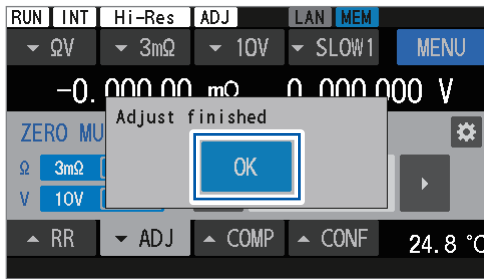 RUN INT Hi-Res ADJ LAN MEM
ΩV 3mΩ 10V SLOW1 MENU
-0.000.00 mΩ 0.000.000 V
Adjust finished
ZERO MU
OK
Ω 3mΩ
V 10V
RR ADJ COMP CONF 24.8 °C